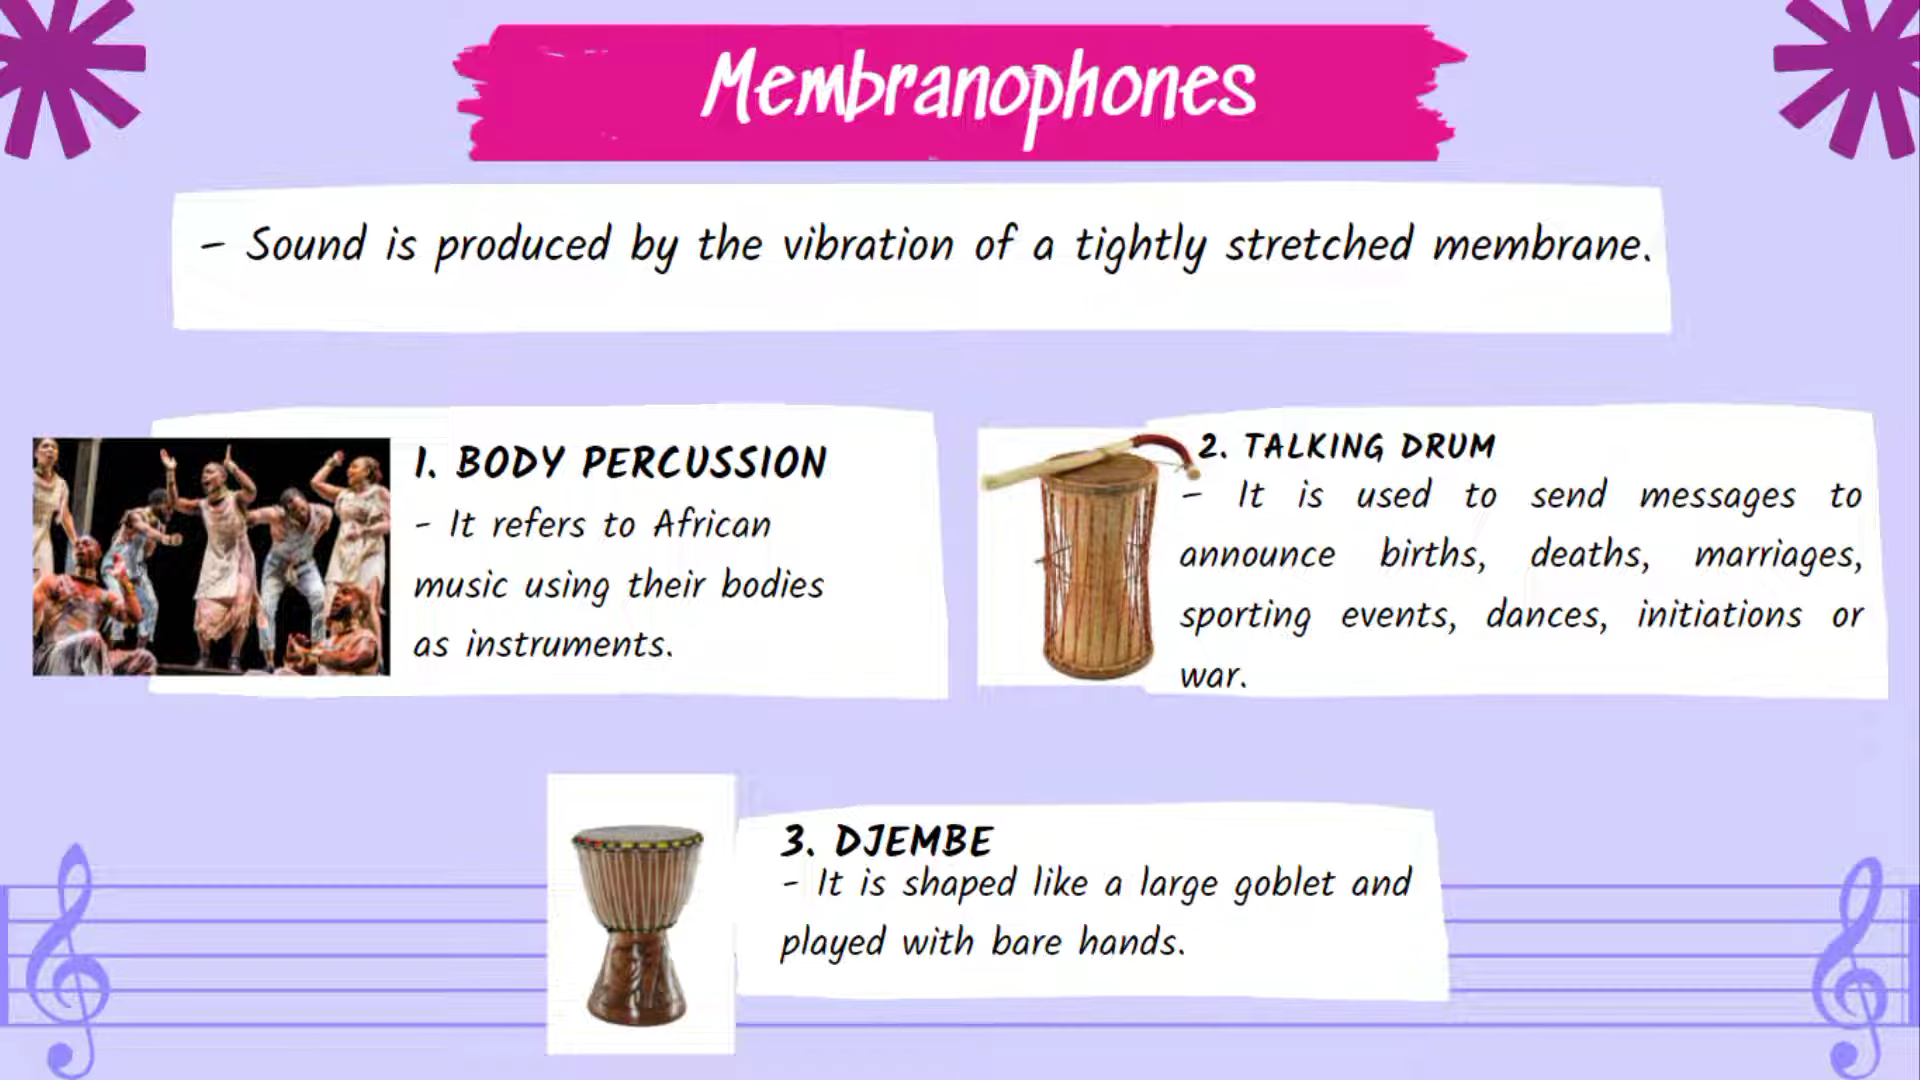 Membranophones
- Sound is produced by the vibration of a tightly stretched membrane.
1. BODY PERCUSSION
- It refers to African
music using their bodies
as instruments.
2. TALKING DRUM
- It is used to send messages to
announce births, deaths, marriages,
sporting events, dances, initiations or
war.
3. DJEMBE
- It is shaped like a large goblet and
played with bare hands.